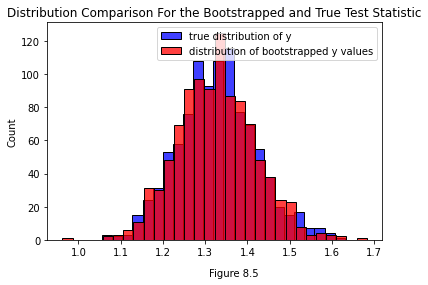 Distribution Comparison For the Bootstrapped and True Test Statistic
true distribution of y
distribution of bootstrapped y values
Count
120
100
80
60
40
20
0
1.0 1.1 1.2 1.3 1.4 1.5 1.6 1.7
Figure 8.5